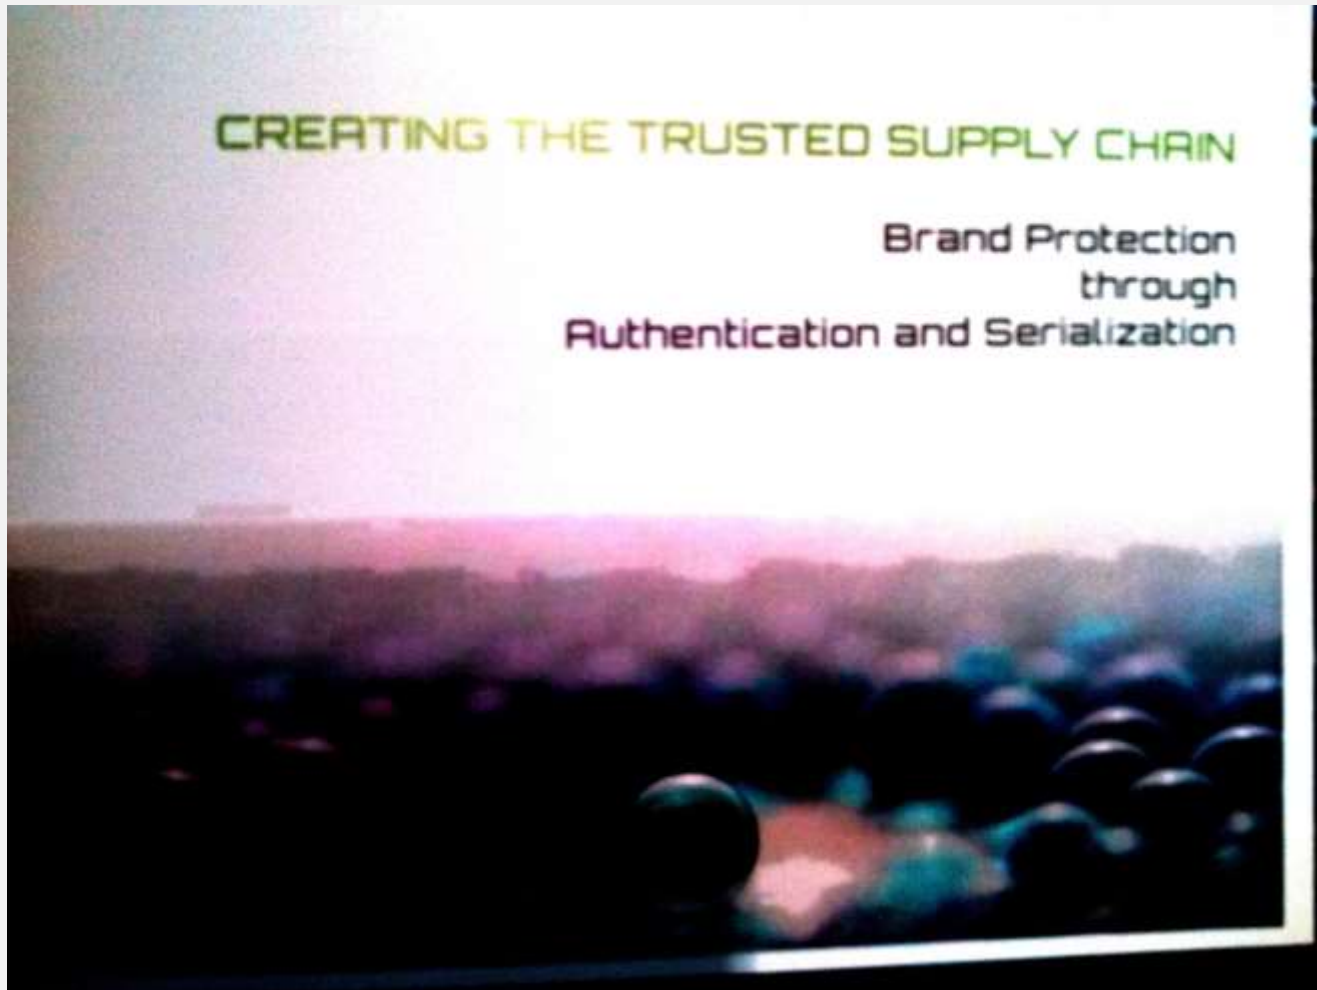 CREATING THE TRUSTED SUPPLY CHAIN
Brand Protection
through
Authentication and Serialization